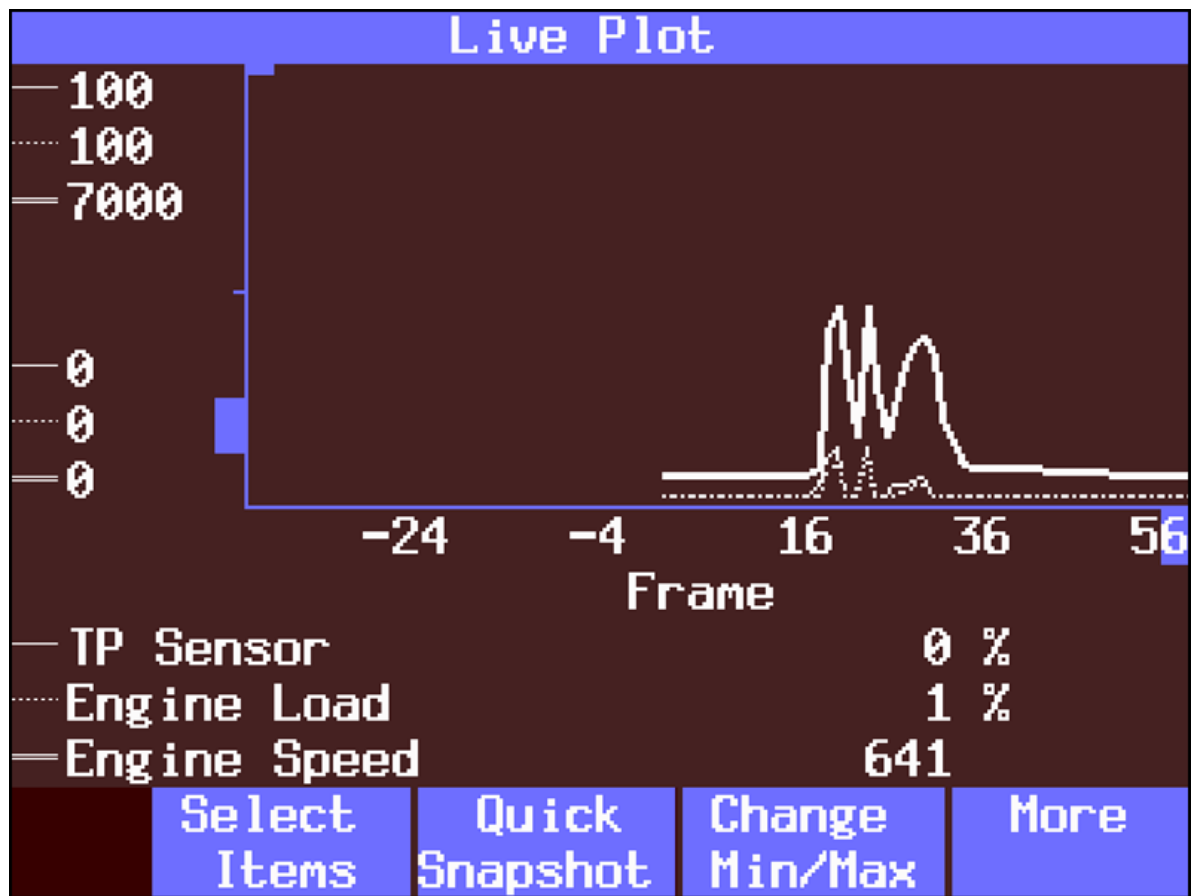 Live Plot
100
100
7000
0
0
0
-24 -4 16 36 56
Frame
TP Sensor 0 %
Engine Load 1 %
Engine Speed 641
Select Items
Quick Snapshot
Change Min/Max
More